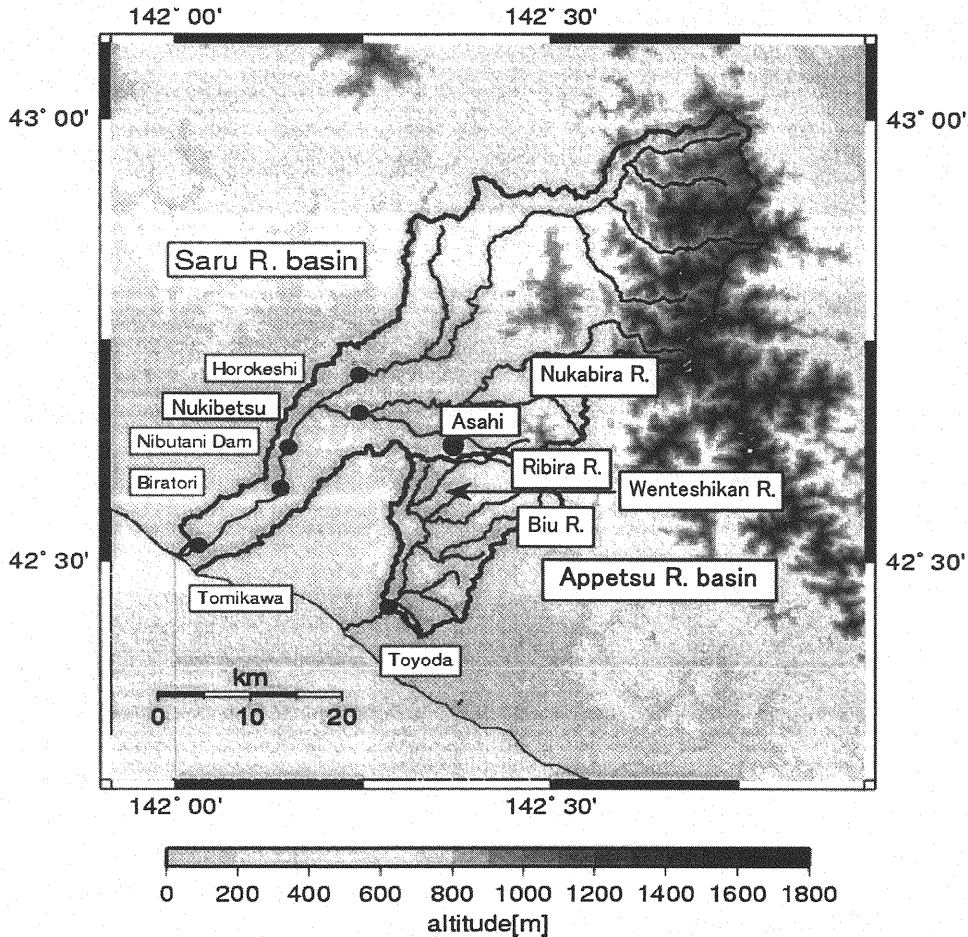 142° 00'
142° 30'
43° 00'
43° 00'
Saru R. basin
Horokeshi
Nukabira R.
Nukibetsu
Asahi
Nibutani Dam
Ribira R.
Biratori
Wenteshikan R.
Biu R.
42° 30'
42° 30'
Appetsu R. basin
Tomikawa
Toyoda
km
0 10 20
142° 00'
142° 30'
0 200 400 600 800 1000 1200 1400 1600 1800
altitude[m]